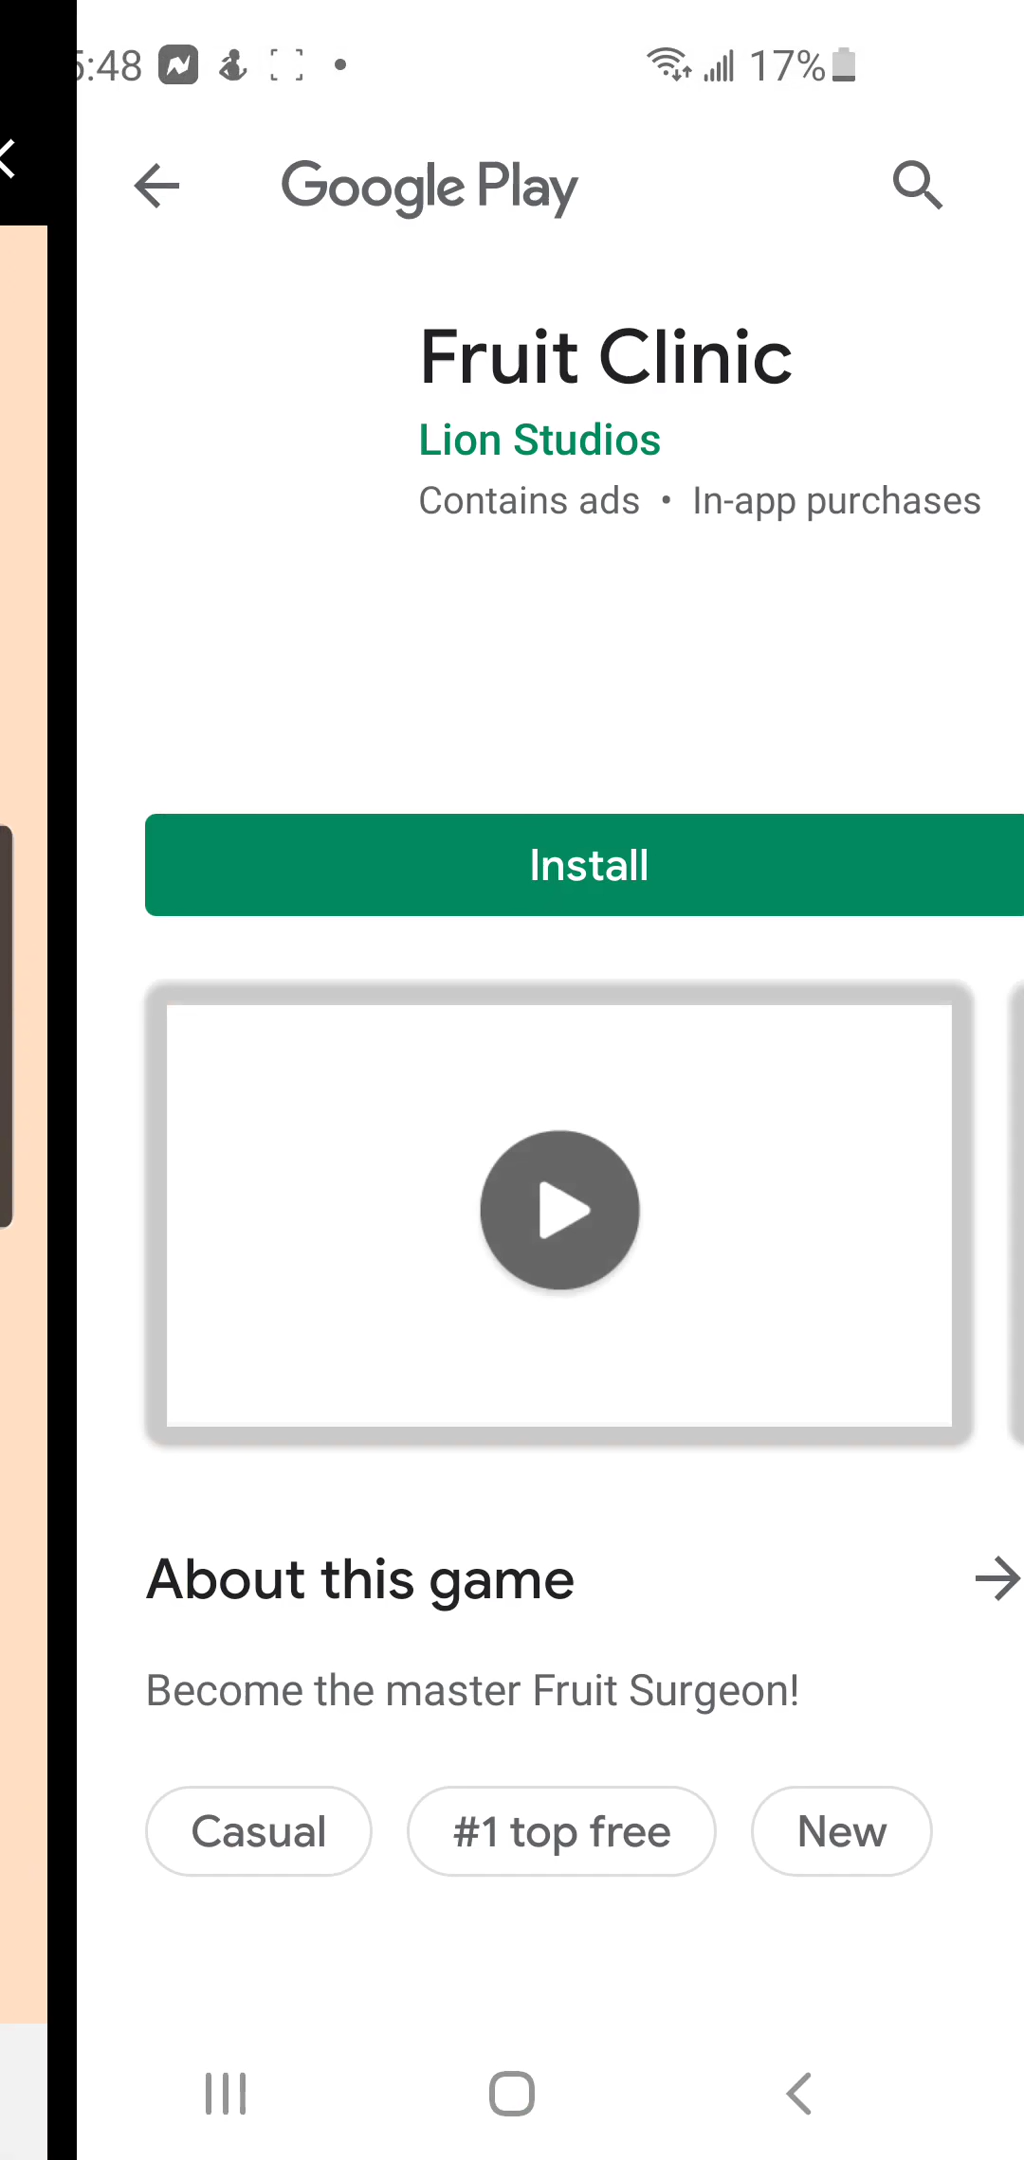 5:48 17%
Google Play
Fruit Clinic
Lion Studios
Contains ads • In-app purchases
Install
About this game
Become the master Fruit Surgeon!
Casual #1 top free New